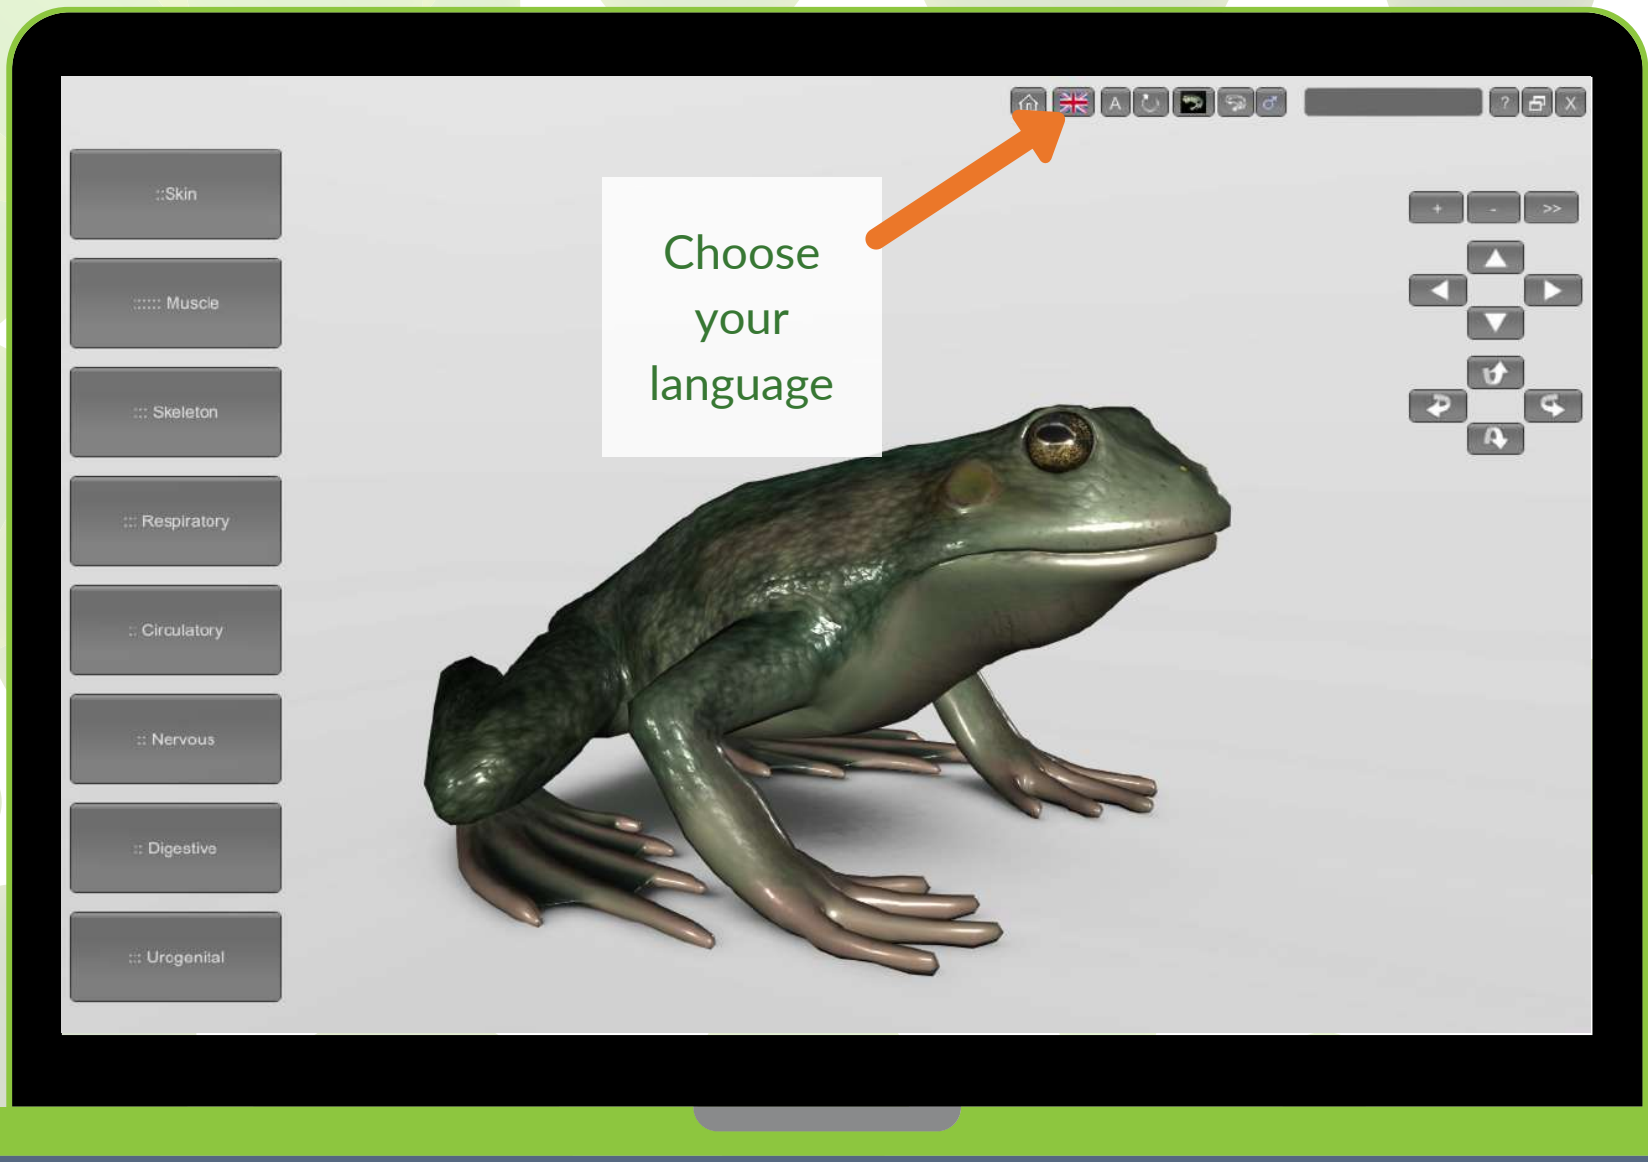 A
?
X
::Skin
+
-
>>
Choose
your
language
:::::: Muscle
::: Skeleton
::: Respiratory
:: Circulatory
:: Nervous
:: Digestive
::: Urogenital